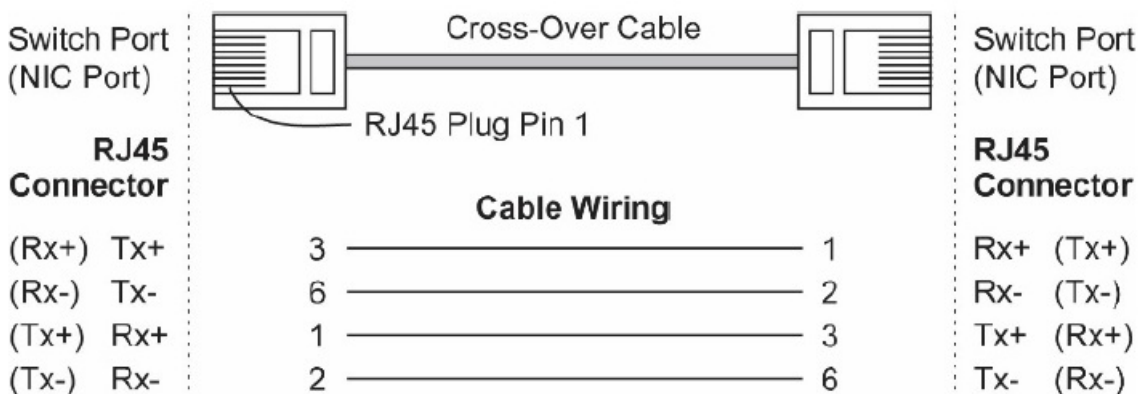 Switch Port
(NIC Port)
Cross-Over Cable
Switch Port
(NIC Port)
RJ45 Plug Pin 1
RJ45
Connector
RJ45
Connector
Cable Wiring
(Rx+) Tx+ 3 1 Rx+ (Tx+)
(Rx-) Tx- 6 2 Rx- (Tx-)
(Tx+) Rx+ 1 3 Tx+ (Rx+)
(Tx-) Rx- 2 6 Tx- (Rx-)